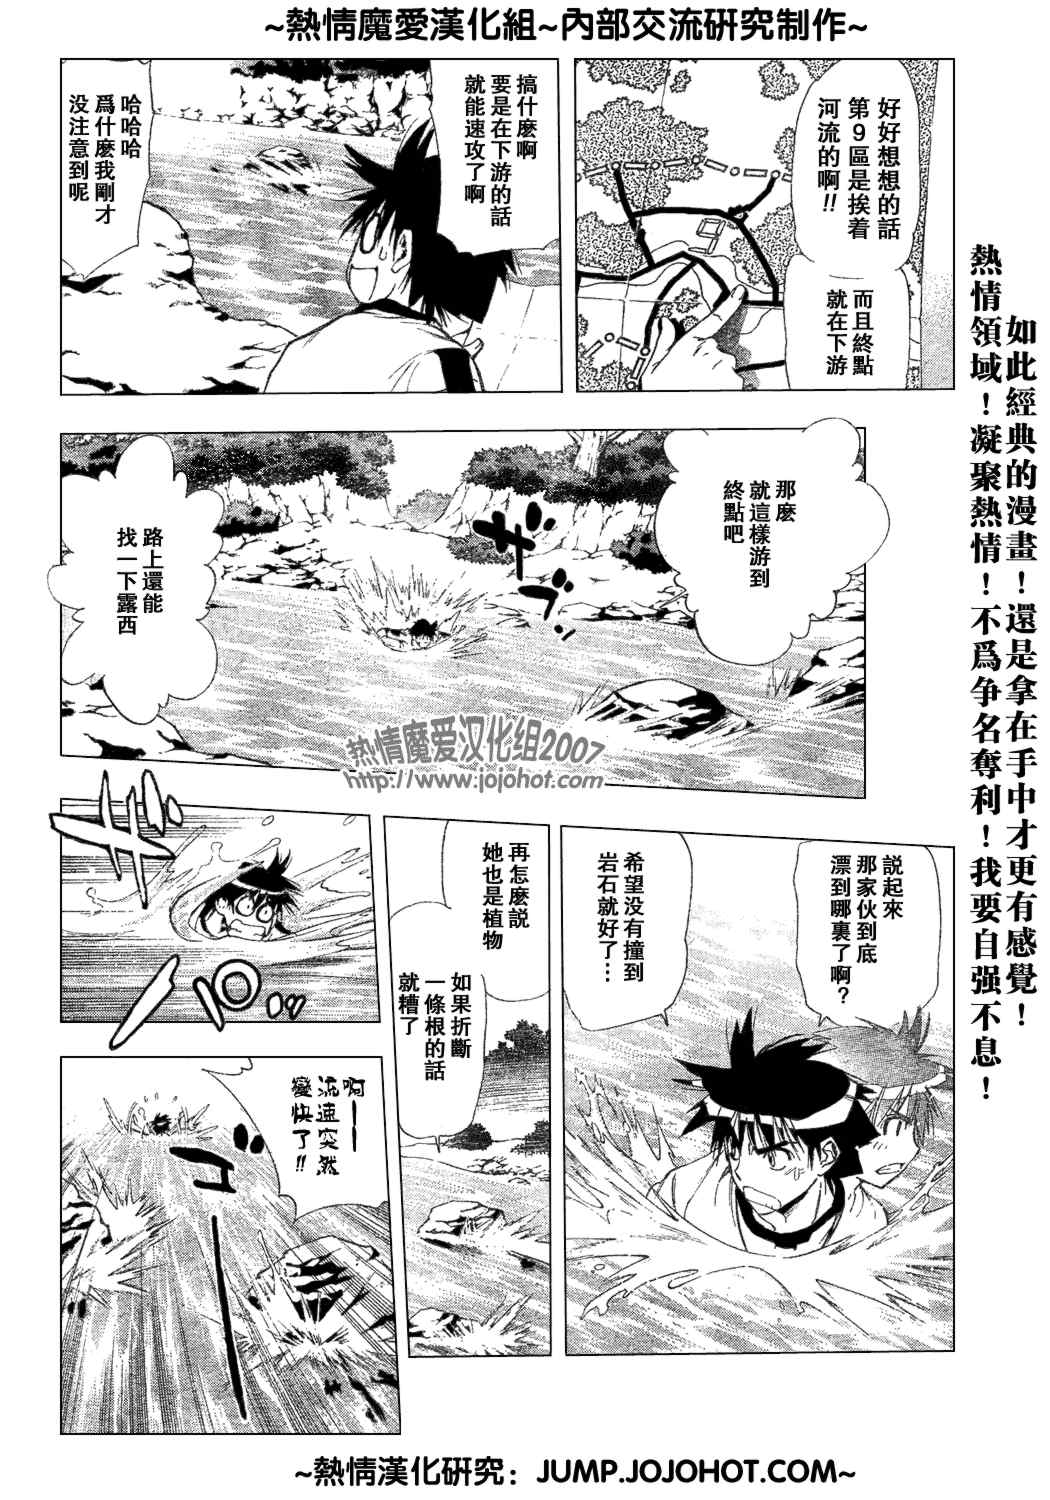 ~熱情魔愛漢化組~內部交流研究制作~
好好想想的話
第9區是挨着
河流的啊!!
而且終點
就在下游
9
搞什麽啊
要是在下游的話
就能速攻了啊
哈哈哈
爲什麽我剛才
没注意到呢
那麽
就這樣游到
終點吧
ザ
ブ
路上還能
找一下露西
熱情魔爱汉化组2007
http://www.jojohot.com
説起來
那家伙到底
漂到哪裏了啊?
希望没有撞到
岩石就好了…
再怎麽説
她也是植物
如果折斷
一條根的話
就糟了
ザ
バ
啊——
流速突然
變快了!!
ゴ
ー
如此經典的漫畫！還是拿在手中才更有感覺！
熱情領域！凝聚熱情！不爲争名奪利！我要自强不息！
~熱情漢化研究：JUMP.JOJOHOT.COM~